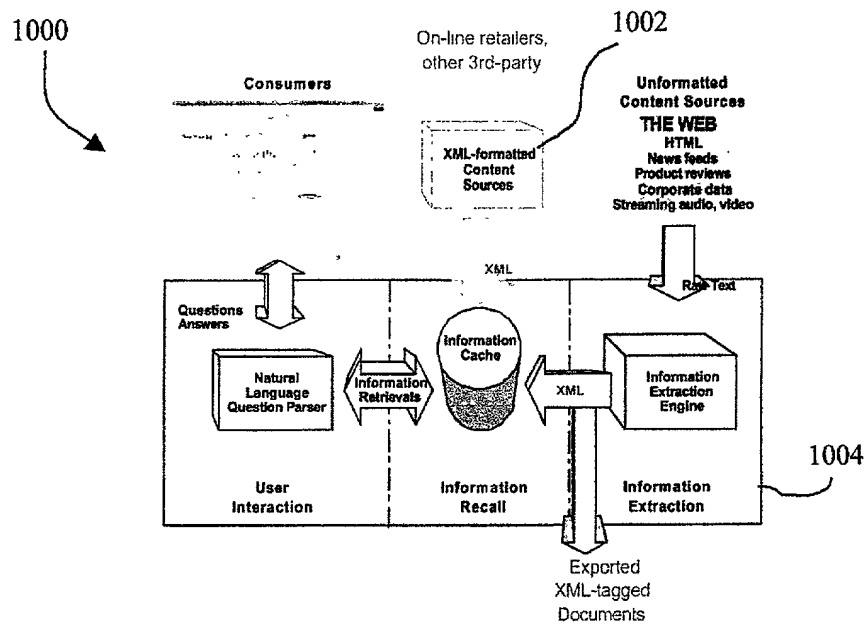 1000
On-line retailers,
other 3rd-party
1002
Consumers
XML-formatted
Content
Sources
Unformatted
Content Sources
THE WEB
HTML
News feeds
Product reviews
Corporate data
Streaming audio, video
XML
Raw Text
Questions
Answers
Natural
Language
Question Parser
Information
Retrievals
Information
Cache
XML
Information
Extraction
Engine
1004
User
Interaction
Information
Recall
Information
Extraction
Exported
XML-tagged
Documents